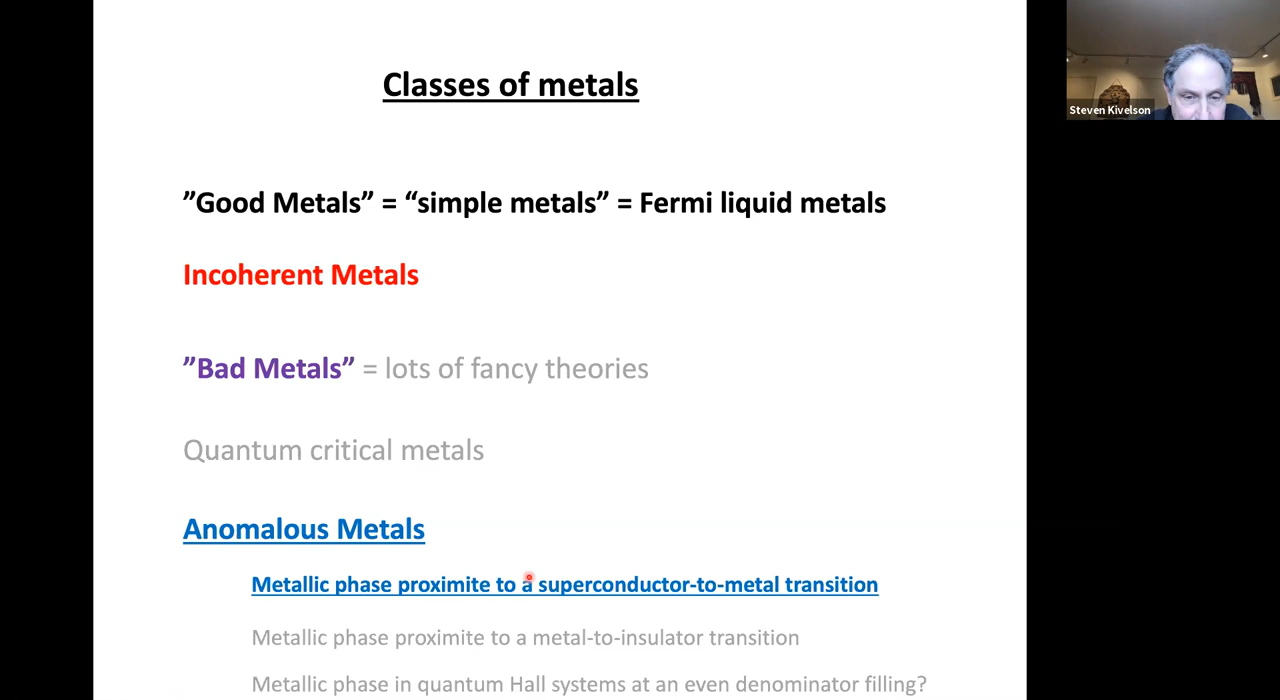 Classes of metals
Steven Kivelson
”Good Metals” = “simple metals” = Fermi liquid metals
Incoherent Metals
”Bad Metals” = lots of fancy theories
Quantum critical metals
Anomalous Metals
Metallic phase proximite to a superconductor-to-metal transition
Metallic phase proximite to a metal-to-insulator transition
Metallic phase in quantum Hall systems at an even denominator filling?